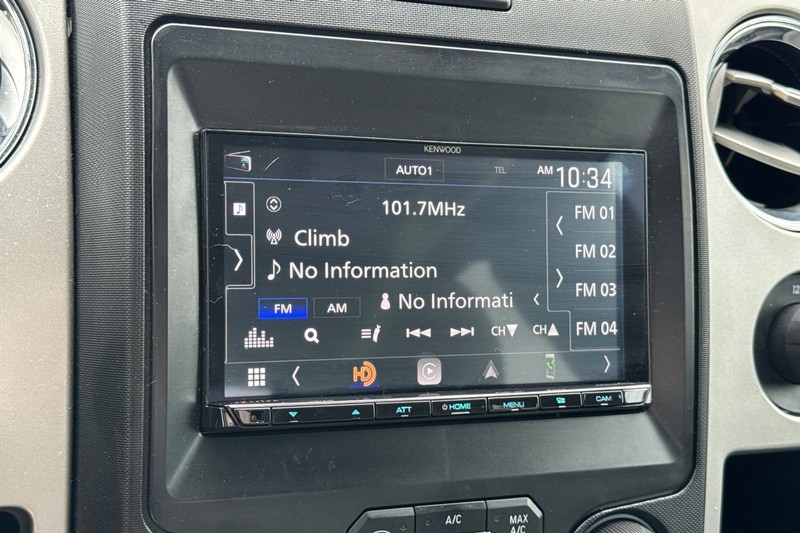 KENWOOD
AUTO1
TEL
AM 10:34
101.7MHz
Climb
No Information
No Informati
FM
AM
FM 01
FM 02
FM 03
FM 04
CH▼
CH▲
HD
ATT
HOME
MENU
CAM
A/C
MAX
A/C